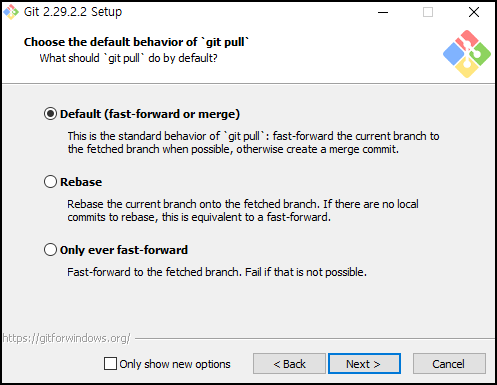 Git 2.29.2.2 Setup
Choose the default behavior of `git pull`
What should `git pull` do by default?
Default (fast-forward or merge)
This is the standard behavior of `git pull`: fast-forward the current branch to
the fetched branch when possible, otherwise create a merge commit.
Rebase
Rebase the current branch onto the fetched branch. If there are no local
commits to rebase, this is equivalent to a fast-forward.
Only ever fast-forward
Fast-forward to the fetched branch. Fail if that is not possible.
https://gitforwindows.org/
Only show new options
< Back
Next >
Cancel